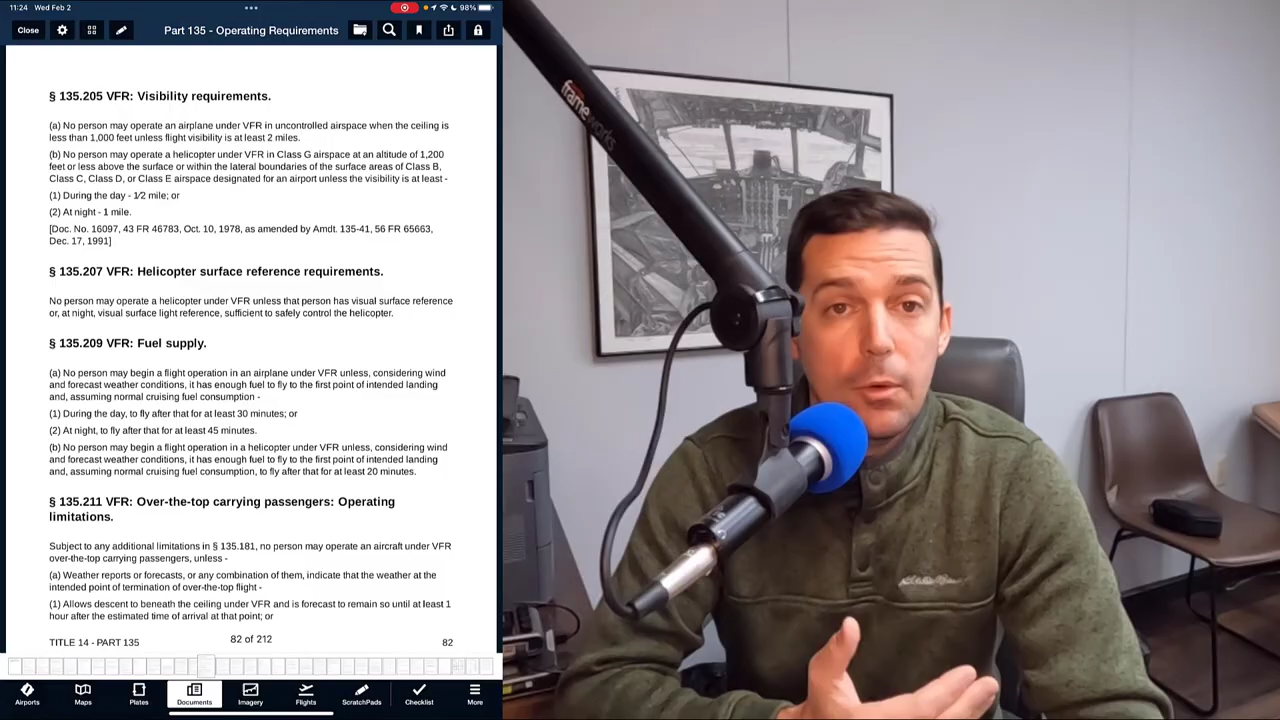 11:24 Wed Feb 2
98%
Close
Part 135 - Operating Requirements
§ 135.205 VFR: Visibility requirements.
(a) No person may operate an airplane under VFR in uncontrolled airspace when the ceiling is
less than 1,000 feet unless flight visibility is at least 2 miles.
(b) No person may operate a helicopter under VFR in Class G airspace at an altitude of 1,200
feet or less above the surface or within the lateral boundaries of the surface areas of Class B,
Class C, Class D, or Class E airspace designated for an airport unless the visibility is at least -
(1) During the day - 1⁄2 mile; or
(2) At night - 1 mile.
[Doc. No. 16097, 43 FR 46783, Oct. 10, 1978, as amended by Amdt. 135-41, 56 FR 65663,
Dec. 17, 1991]
§ 135.207 VFR: Helicopter surface reference requirements.
No person may operate a helicopter under VFR unless that person has visual surface reference
or, at night, visual surface light reference, sufficient to safely control the helicopter.
§ 135.209 VFR: Fuel supply.
(a) No person may begin a flight operation in an airplane under VFR unless, considering wind
and forecast weather conditions, it has enough fuel to fly to the first point of intended landing
and, assuming normal cruising fuel consumption -
(1) During the day, to fly after that for at least 30 minutes; or
(2) At night, to fly after that for at least 45 minutes.
(b) No person may begin a flight operation in a helicopter under VFR unless, considering wind
and forecast weather conditions, it has enough fuel to fly to the first point of intended landing
and, assuming normal cruising fuel consumption, to fly after that for at least 20 minutes.
§ 135.211 VFR: Over-the-top carrying passengers: Operating
limitations.
Subject to any additional limitations in § 135.181, no person may operate an aircraft under VFR
over-the-top carrying passengers, unless -
(a) Weather reports or forecasts, or any combination of them, indicate that the weather at the
intended point of termination of over-the-top flight -
(1) Allows descent to beneath the ceiling under VFR and is forecast to remain so until at least 1
hour after the estimated time of arrival at that point; or
TITLE 14 - PART 135
82 of 212
82
Airports
Maps
Plates
Documents
Imagery
Flights
ScratchPads
Checklist
More
frameworks
Eddie Bauer